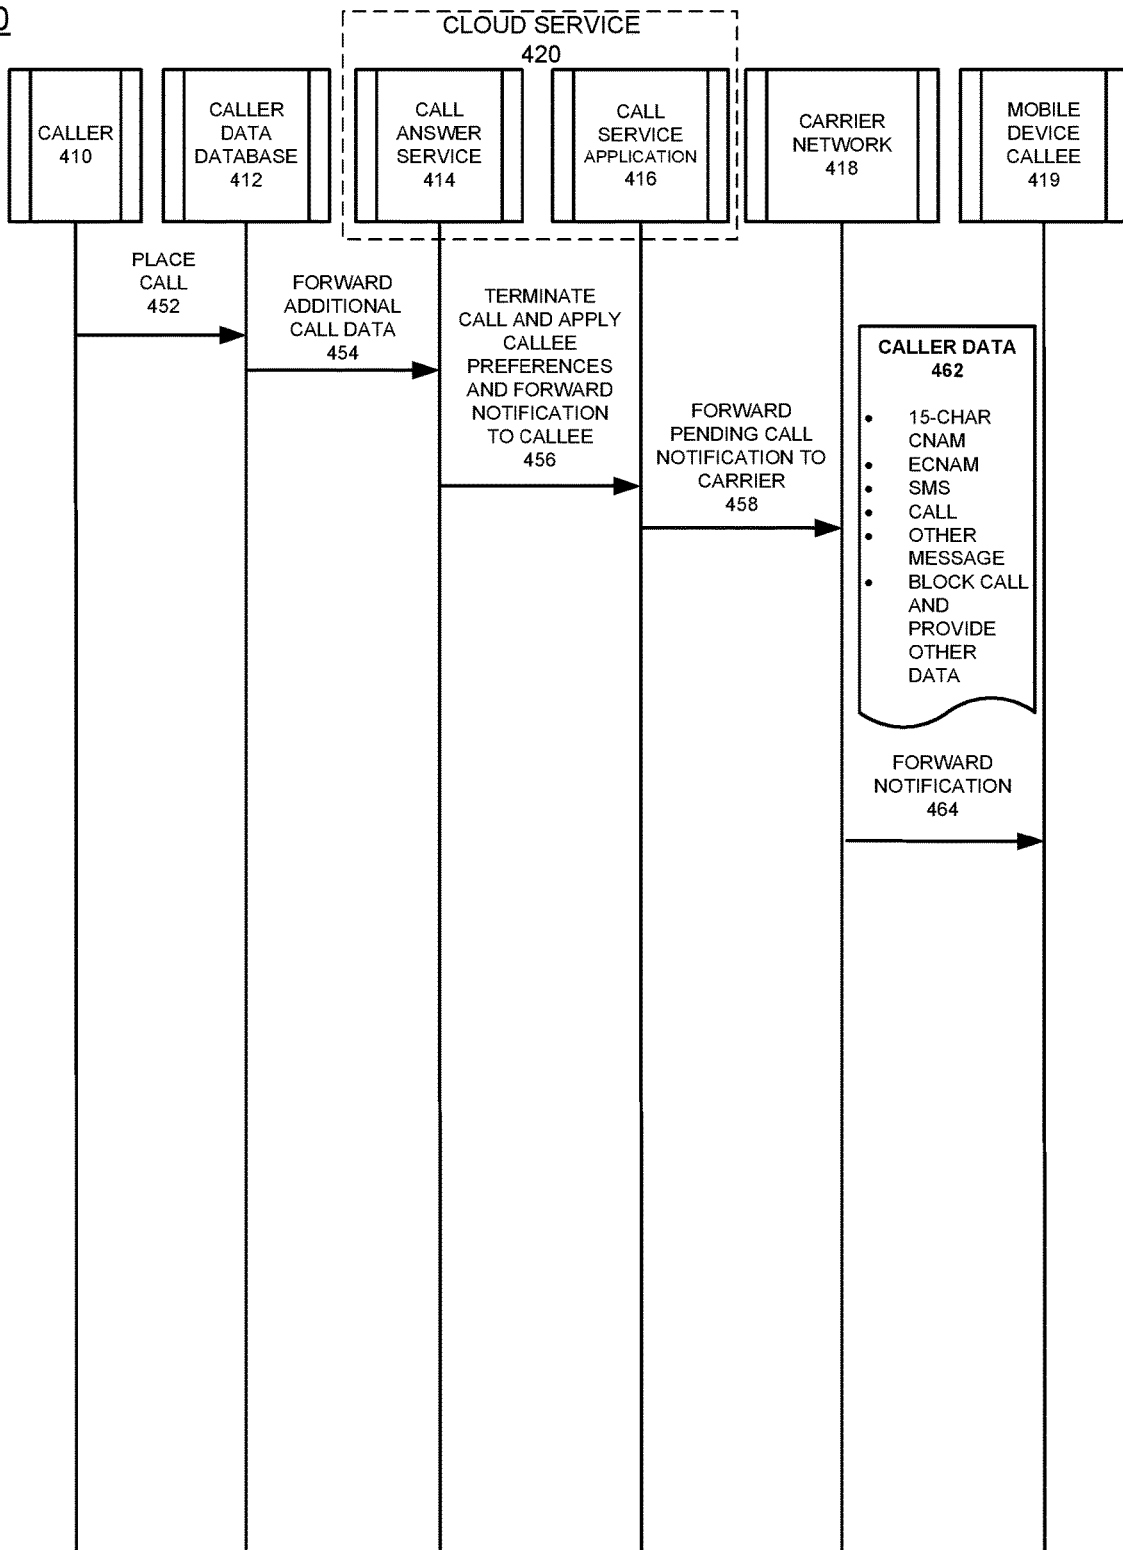 CLOUD SERVICE
420
CALLER
410
CALLER
DATA
DATABASE
412
CALL
ANSWER
SERVICE
414
CALL
SERVICE
APPLICATION
416
CARRIER
NETWORK
418
MOBILE
DEVICE
CALLEE
419
PLACE
CALL
452
FORWARD
ADDITIONAL
CALL DATA
454
TERMINATE
CALL AND APPLY
CALLEE
PREFERENCES
AND FORWARD
NOTIFICATION
TO CALLEE
456
FORWARD
PENDING CALL
NOTIFICATION TO
CARRIER
458
CALLER DATA
462
• 15-CHAR
CNAM
• ECNAM
• SMS
• CALL
• OTHER
MESSAGE
• BLOCK CALL
AND
PROVIDE
OTHER
DATA
FORWARD
NOTIFICATION
464